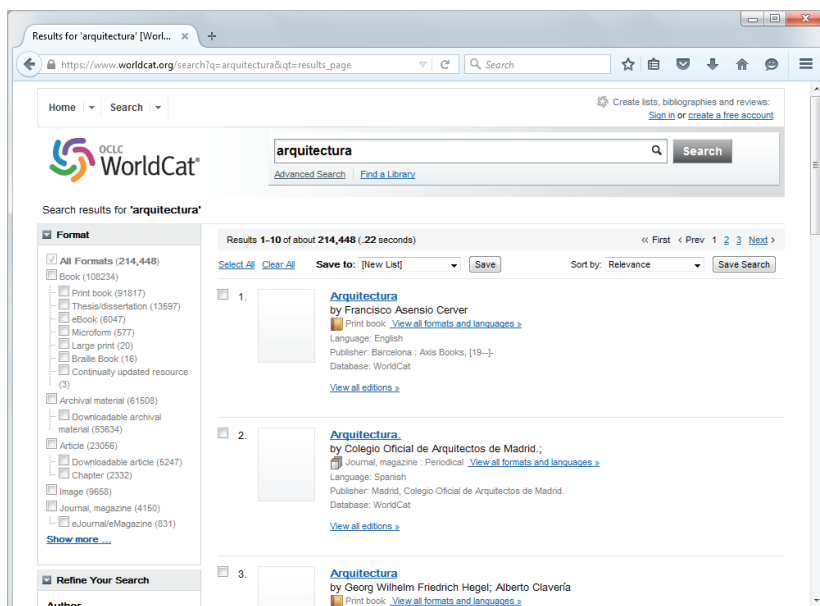 Results for 'arquitectura' [Worl... × +
https://www.worldcat.org/search?q=arquitectura&qt=results_page Search
Home Search
Create lists, bibliographies and reviews:
Sign in or create a free account
OCLC
WorldCat®
arquitectura Search
Advanced Search Find a Library
Search results for 'arquitectura'
Format
All Formats (214,448)
Book (108234)
Print book (91817)
Thesis/dissertation (13597)
eBook (6047)
Microform (577)
Large print (20)
Braille Book (16)
Continually updated resource
(3)
Archival material (61508)
Downloadable archival
material (53634)
Article (23056)
Downloadable article (5247)
Chapter (2332)
Image (9658)
Journal, magazine (4150)
eJournal/eMagazine (831)
Show more ...
Refine Your Search
Author
Results 1-10 of about 214,448 (.22 seconds) « First < Prev 1 2 3 Next >
Select All Clear All Save to: [New List] Save Sort by: Relevance Save Search
1. Arquitectura
by Francisco Asensio Cerver
Print book View all formats and languages »
Language: English
Publisher: Barcelona : Axis Books, [19--]-
Database: WorldCat
View all editions »
2. Arquitectura.
by Colegio Oficial de Arquitectos de Madrid.;
Journal, magazine : Periodical View all formats and languages »
Language: Spanish
Publisher: Madrid, Colegio Oficial de Arquitectos de Madrid.
Database: WorldCat
View all editions »
3. Arquitectura
by Georg Wilhelm Friedrich Hegel; Alberto Clavería
Print book View all formats and languages »